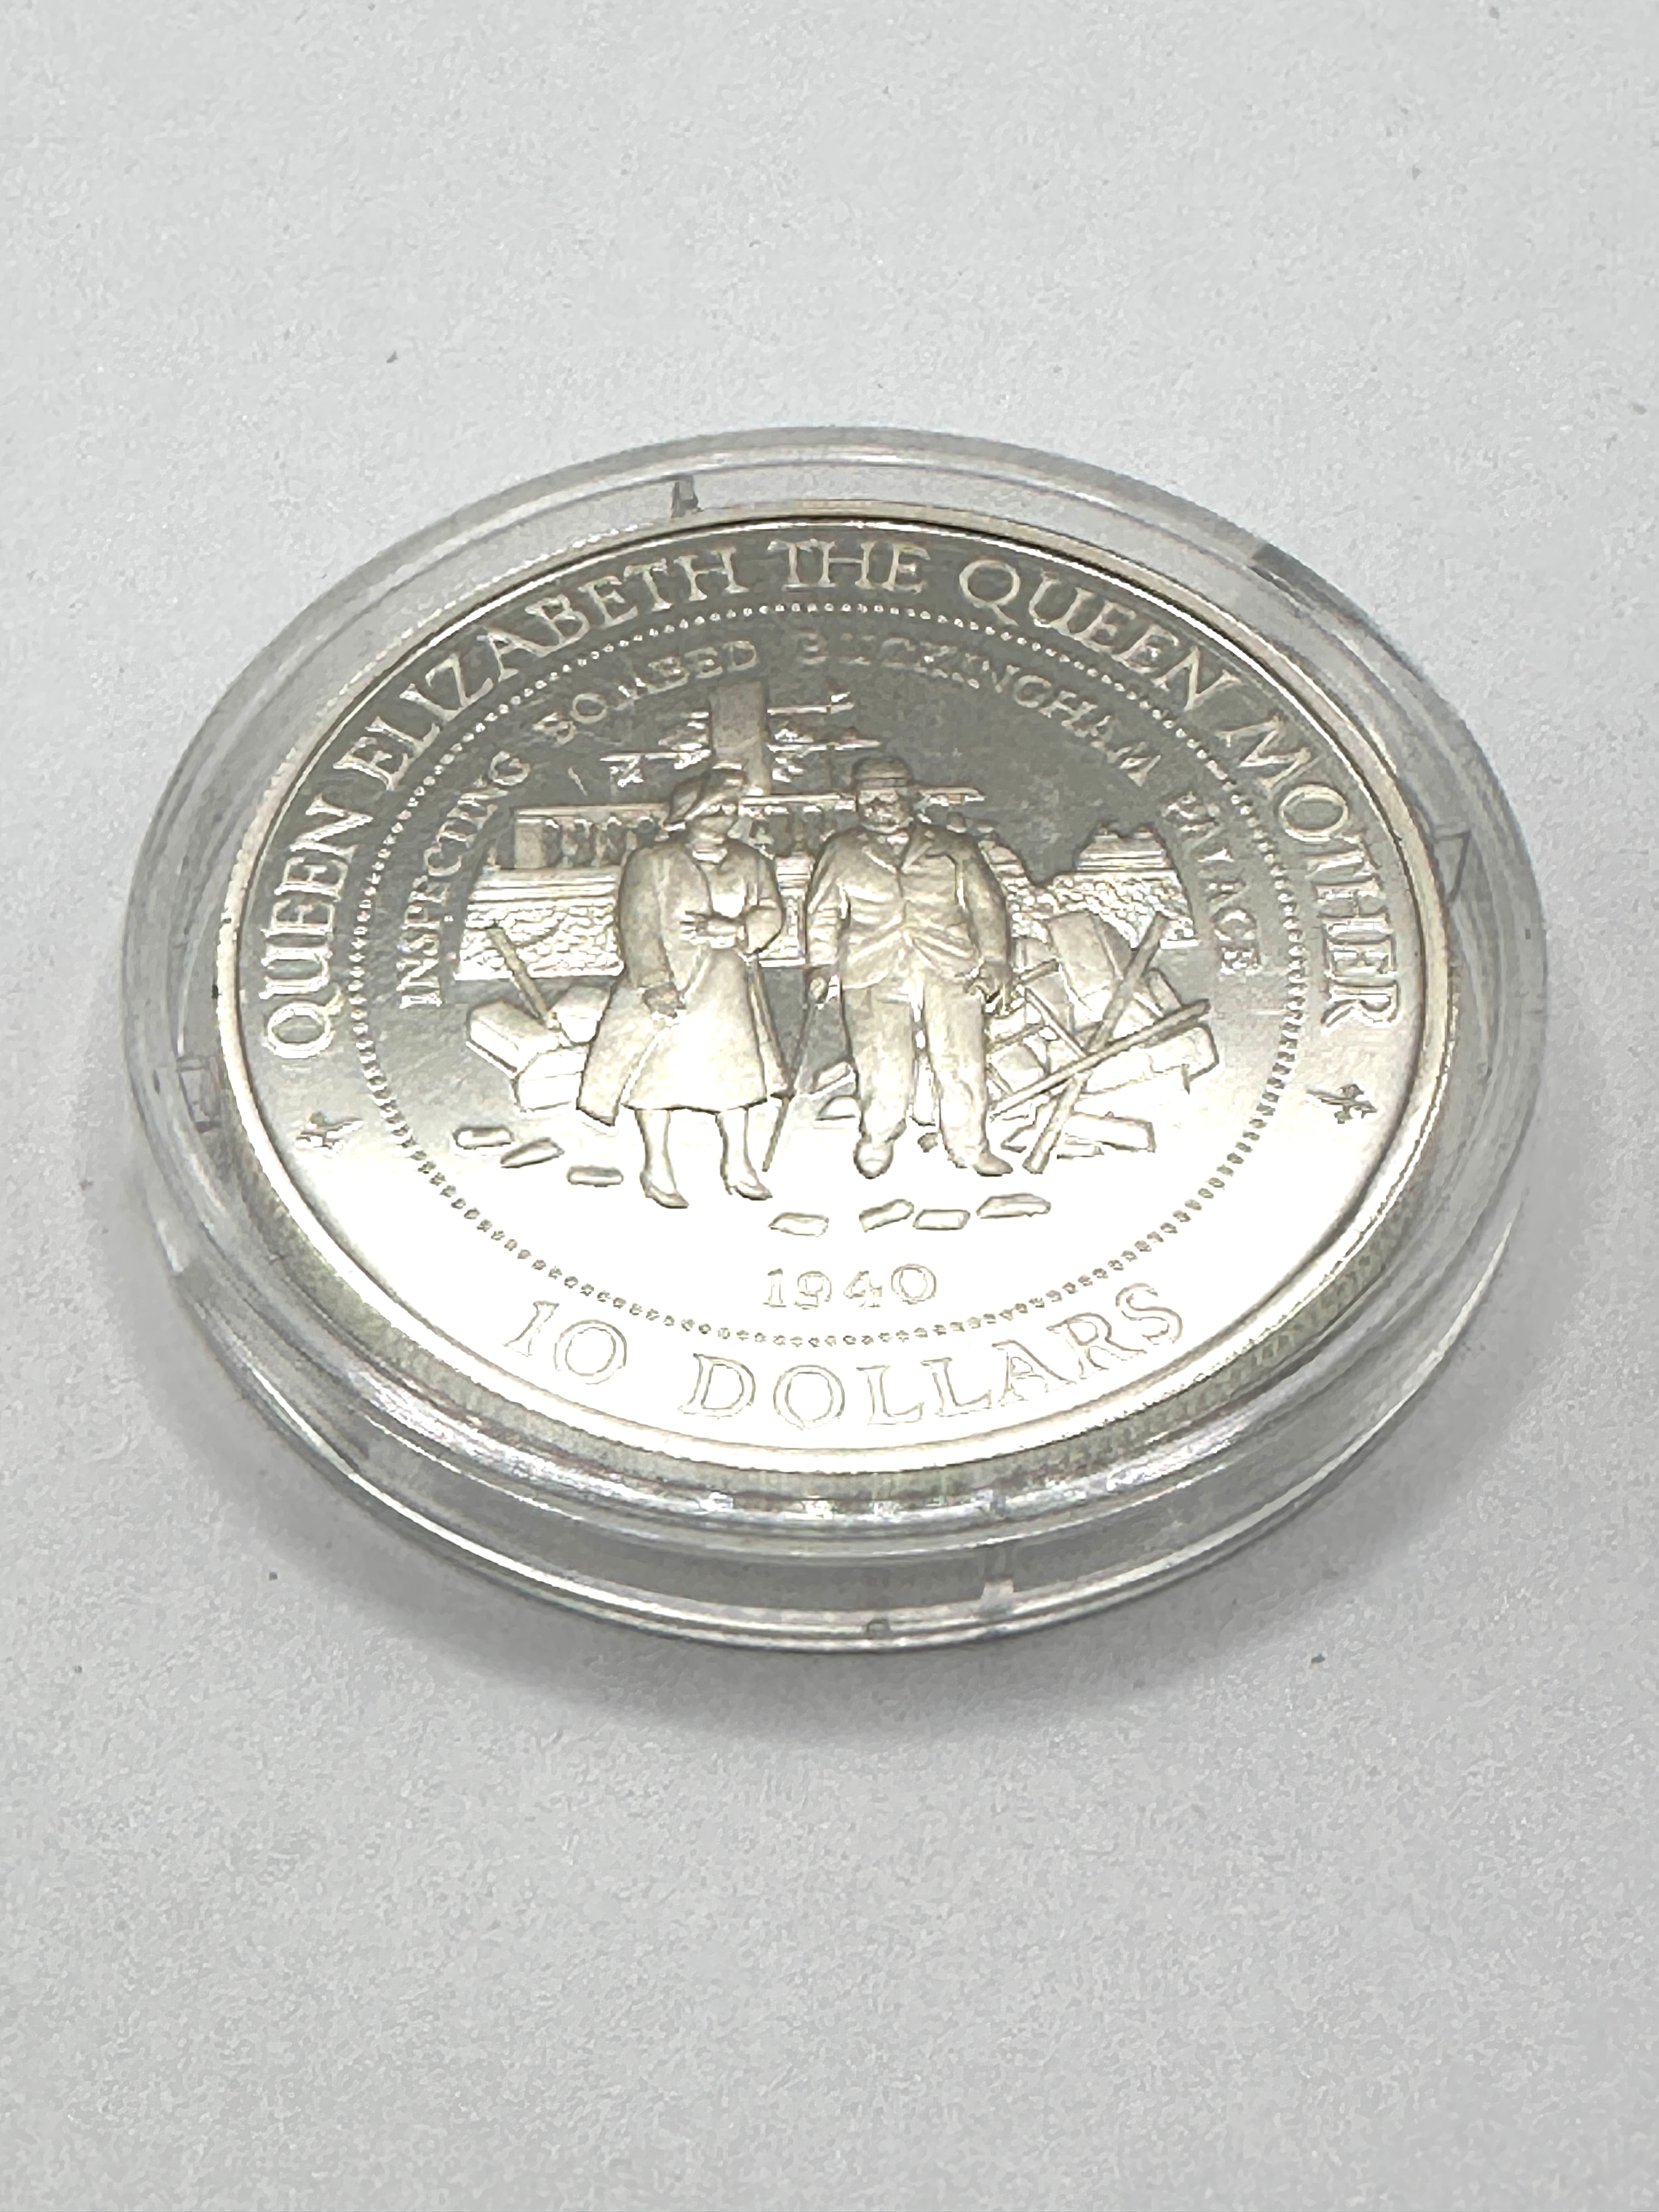 QUEEN ELIZABETH THE QUEEN MOTHER
INSPECTING BOMBED BUCKINGHAM PALACE
1940
10 DOLLARS